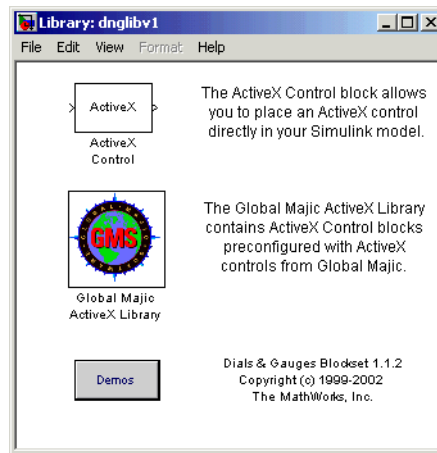 Library: dnglibv1
File Edit View Format Help
ActiveX
ActiveX
Control
The ActiveX Control block allows
you to place an ActiveX control
directly in your Simulink model.
GLOBAL MAJIC
GMS
Global Majic
ActiveX Library
The Global Majic ActiveX Library
contains ActiveX Control blocks
preconfigured with ActiveX
controls from Global Majic.
Demos
Dials & Gauges Blockset 1.1.2
Copyright (c) 1999-2002
The MathWorks, Inc.